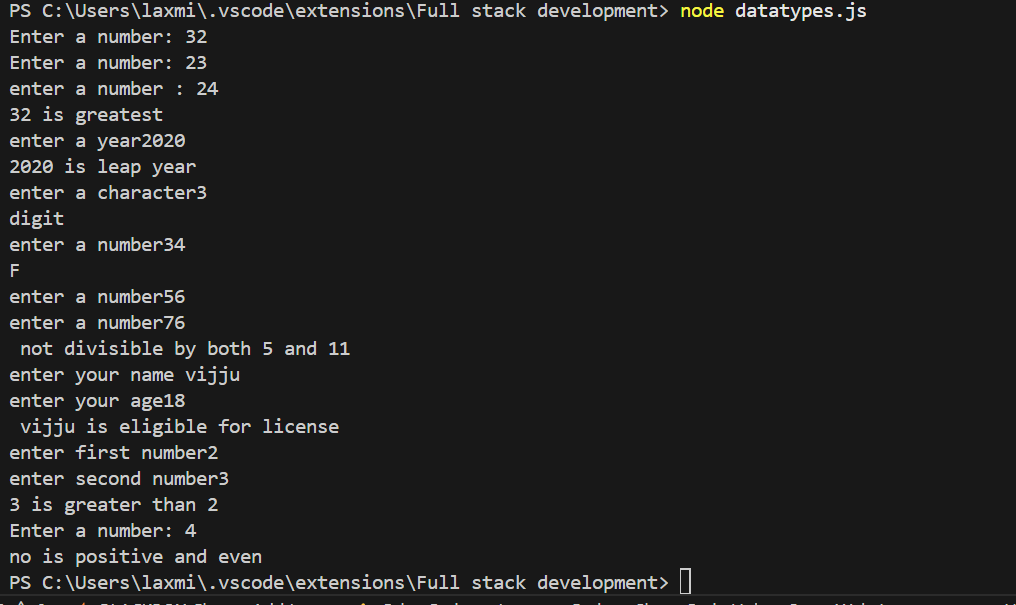 PS C:\Users\laxmi\.vscode\extensions\Full stack development> node datatypes.js
Enter a number: 32
Enter a number: 23
enter a number : 24
32 is greatest
enter a year2020
2020 is leap year
enter a character3
digit
enter a number34
F
enter a number56
enter a number76
 not divisible by both 5 and 11
enter your name vijju
enter your age18
 vijju is eligible for license
enter first number2
enter second number3
3 is greater than 2
Enter a number: 4
no is positive and even
PS C:\Users\laxmi\.vscode\extensions\Full stack development>